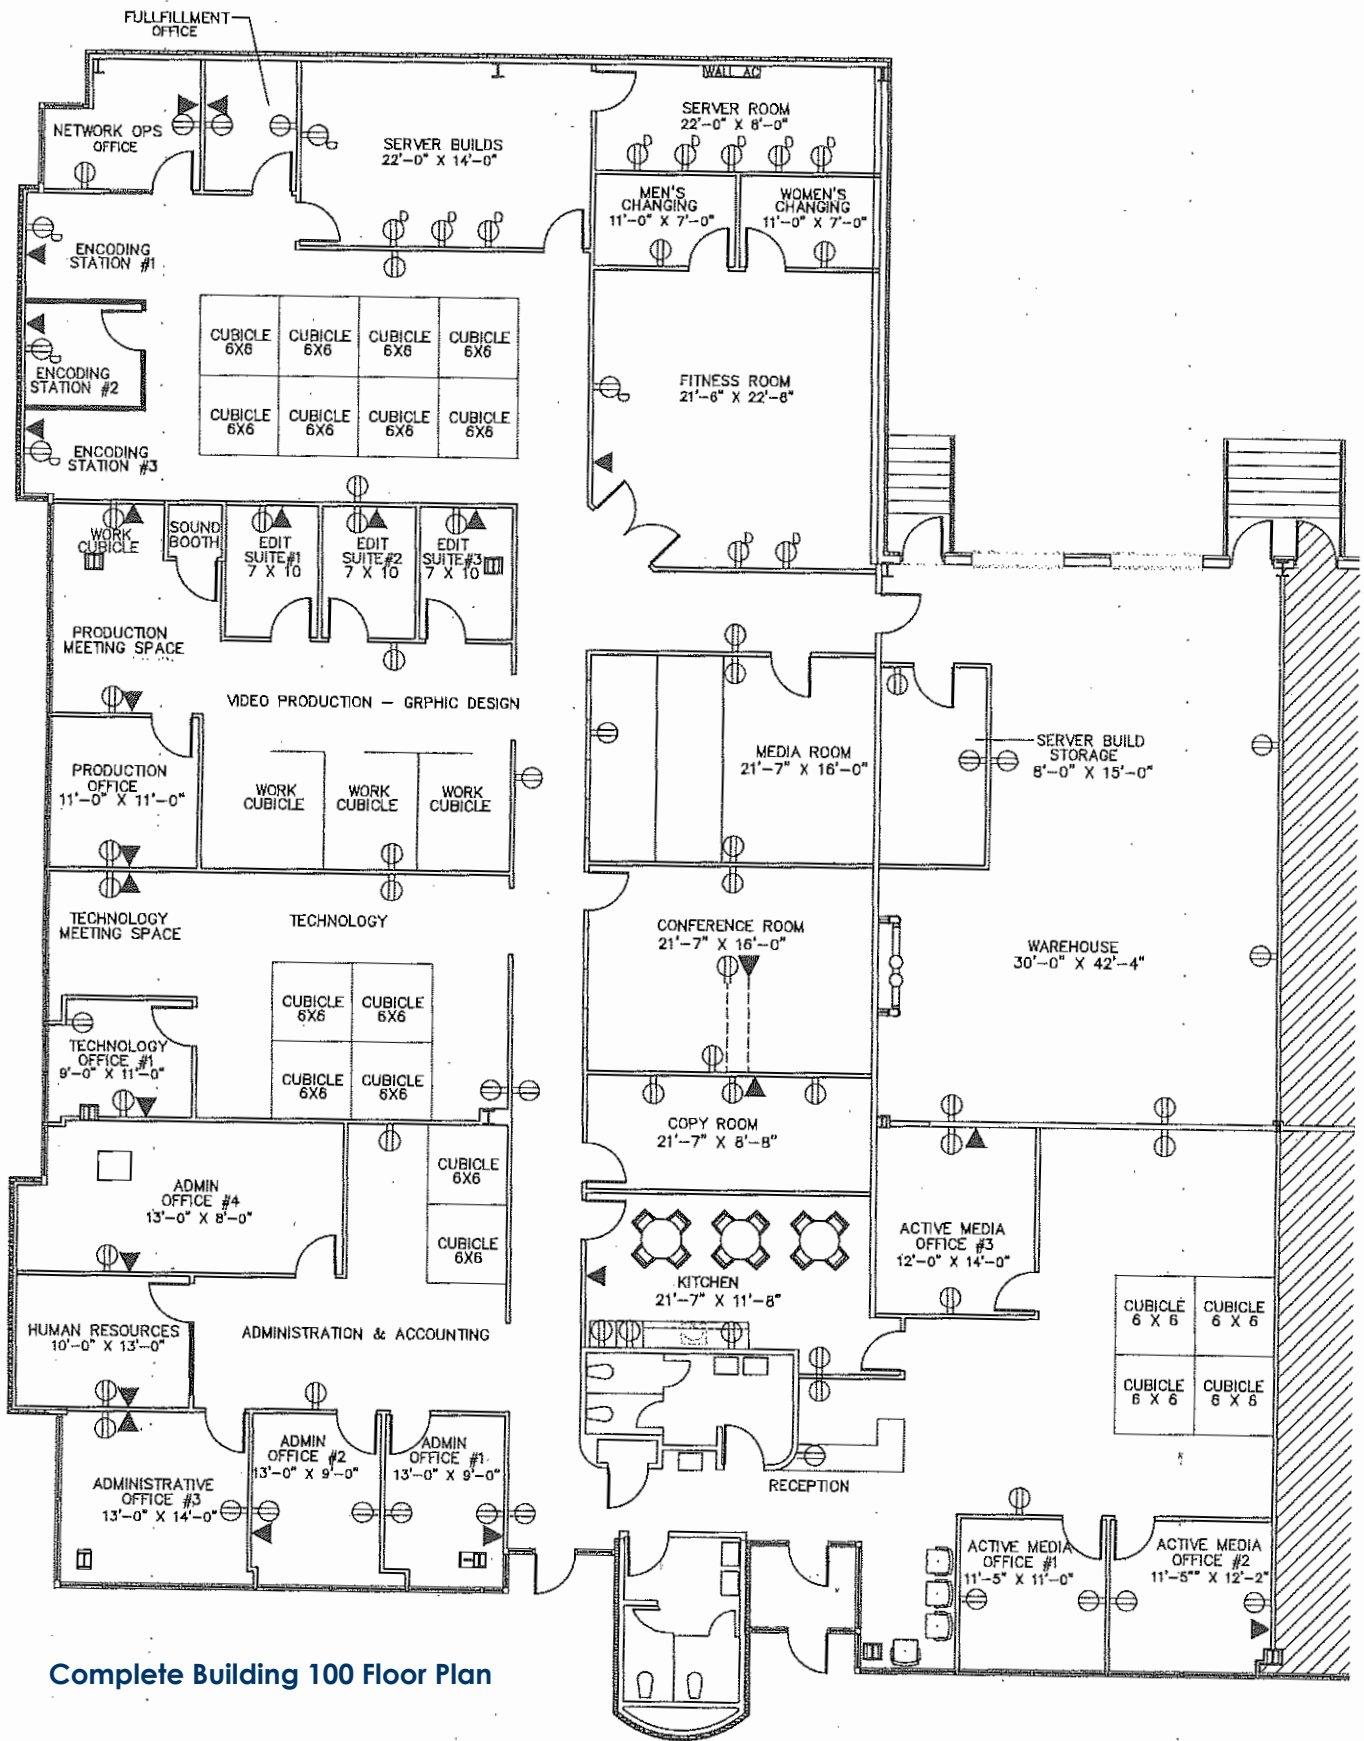 FULLFILLMENT
OFFICE
WALL AC
NETWORK OPS
OFFICE
SERVER BUILDS
22'-0" X 14'-0"
SERVER ROOM
22'-0" X 8'-0"
D D D D D
MEN'S
CHANGING
11'-0" X 7'-0"
WOMEN'S
CHANGING
11'-0" X 7'-0"
D D D
D
ENCODING
STATION #1
D
CUBICLE
6X6
CUBICLE
6X6
CUBICLE
6X6
CUBICLE
6X6
ENCODING
STATION #2
D
CUBICLE
6X6
CUBICLE
6X6
CUBICLE
6X6
CUBICLE
6X6
FITNESS ROOM
21'-6" X 22'-8"
D
ENCODING
STATION #3
D
D D
WORK
CUBICLE
SOUND
BOOTH
EDIT
SUITE#1
7 X 10
EDIT
SUITE#2
7 X 10
EDIT
SUITE#3
7 X 10
PRODUCTION
MEETING SPACE
VIDEO PRODUCTION - GRPHIC DESIGN
PRODUCTION
OFFICE
11'-0" X 11'-0"
WORK
CUBICLE
WORK
CUBICLE
WORK
CUBICLE
MEDIA ROOM
21'-7" X 16'-0"
SERVER BUILD
STORAGE
8'-0" X 15'-0"
TECHNOLOGY
MEETING SPACE
TECHNOLOGY
CONFERENCE ROOM
21'-7" X 16'-0"
WAREHOUSE
30'-0" X 42'-4"
CUBICLE
6X6
CUBICLE
6X6
TECHNOLOGY
OFFICE #1
9'-0" X 11'-0"
CUBICLE
6X6
CUBICLE
6X6
COPY ROOM
21'-7" X 8'-8"
ADMIN
OFFICE #4
13'-0" X 8'-0"
CUBICLE
6X6
CUBICLE
6X6
ACTIVE MEDIA
OFFICE #3
12'-0" X 14'-0"
KITCHEN
21'-7" X 11'-8"
HUMAN RESOURCES
10'-0" X 13'-0"
ADMINISTRATION & ACCOUNTING
CUBICLE
6 X 6
CUBICLE
6 X 6
CUBICLE
6 X 6
CUBICLE
6 X 6
ADMINISTRATIVE
OFFICE #3
13'-0" X 14'-0"
ADMIN
OFFICE #2
13'-0" X 9'-0"
ADMIN
OFFICE #1
13'-0" X 9'-0"
RECEPTION
ACTIVE MEDIA
OFFICE #1
11'-5" X 11'-0"
ACTIVE MEDIA
OFFICE #2
11'-5"" X 12'-2"
Complete Building 100 Floor Plan